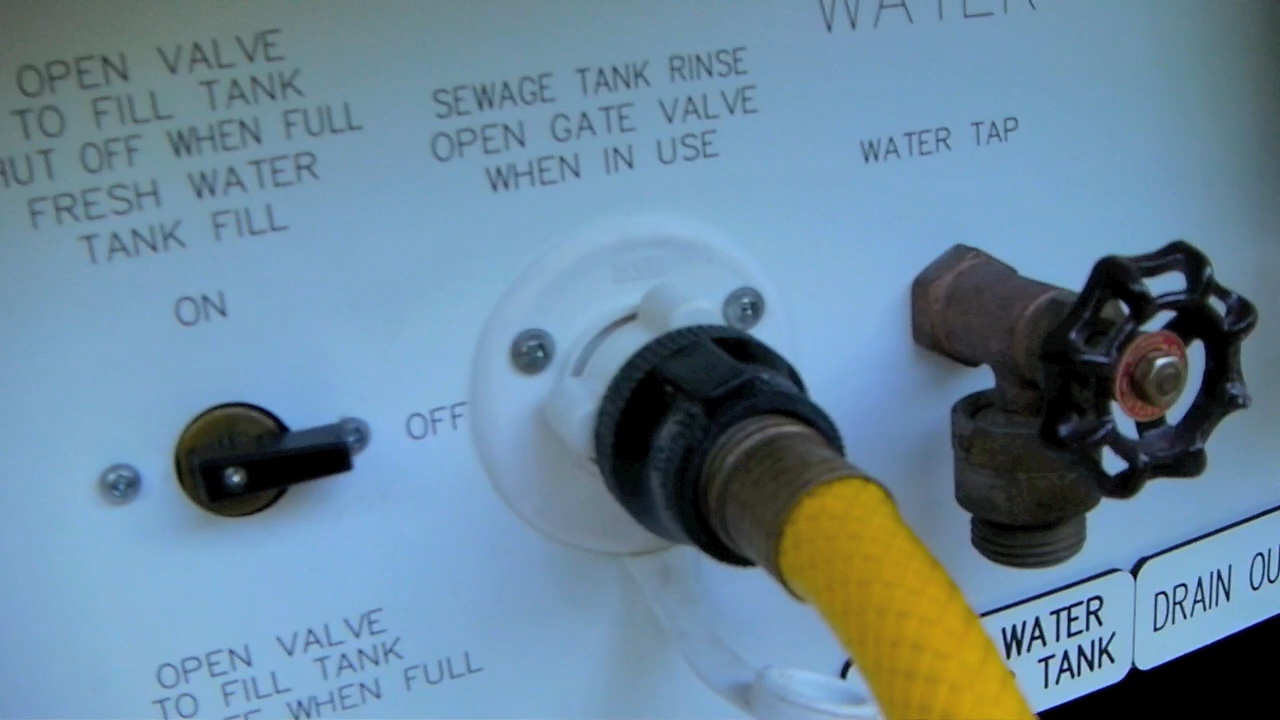 WATER
OPEN VALVE
TO FILL TANK
HUT OFF WHEN FULL
FRESH WATER
TANK FILL
ON
OFF
SEWAGE TANK RINSE
OPEN GATE VALVE
WHEN IN USE
WATER TAP
OPEN VALVE
TO FILL TANK
WHEN FULL
WATER
TANK
DRAIN OU